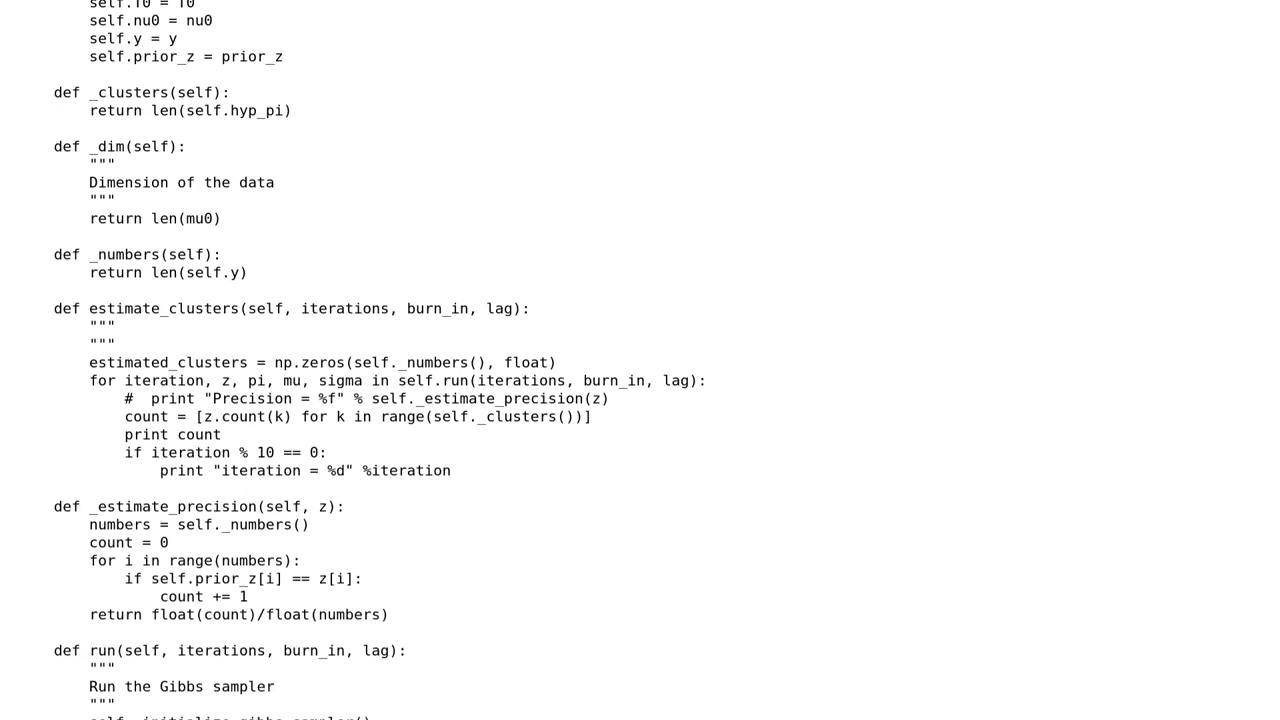 self.T0 = T0
self.nu0 = nu0
self.y = y
self.prior_z = prior_z
def _clusters(self):
return len(self.hyp_pi)
def _dim(self):
"""
Dimension of the data
"""
return len(mu0)
def _numbers(self):
return len(self.y)
def estimate_clusters(self, iterations, burn_in, lag):
"""
"""
estimated_clusters = np.zeros(self._numbers(), float)
for iteration, z, pi, mu, sigma in self.run(iterations, burn_in, lag):
#  print "Precision = %f" % self._estimate_precision(z)
count = [z.count(k) for k in range(self._clusters())]
print count
if iteration % 10 == 0:
print "iteration = %d" %iteration
def _estimate_precision(self, z):
numbers = self._numbers()
count = 0
for i in range(numbers):
if self.prior_z[i] == z[i]:
count += 1
return float(count)/float(numbers)
def run(self, iterations, burn_in, lag):
"""
Run the Gibbs sampler
"""
self._initialize_gibbs_sampler()